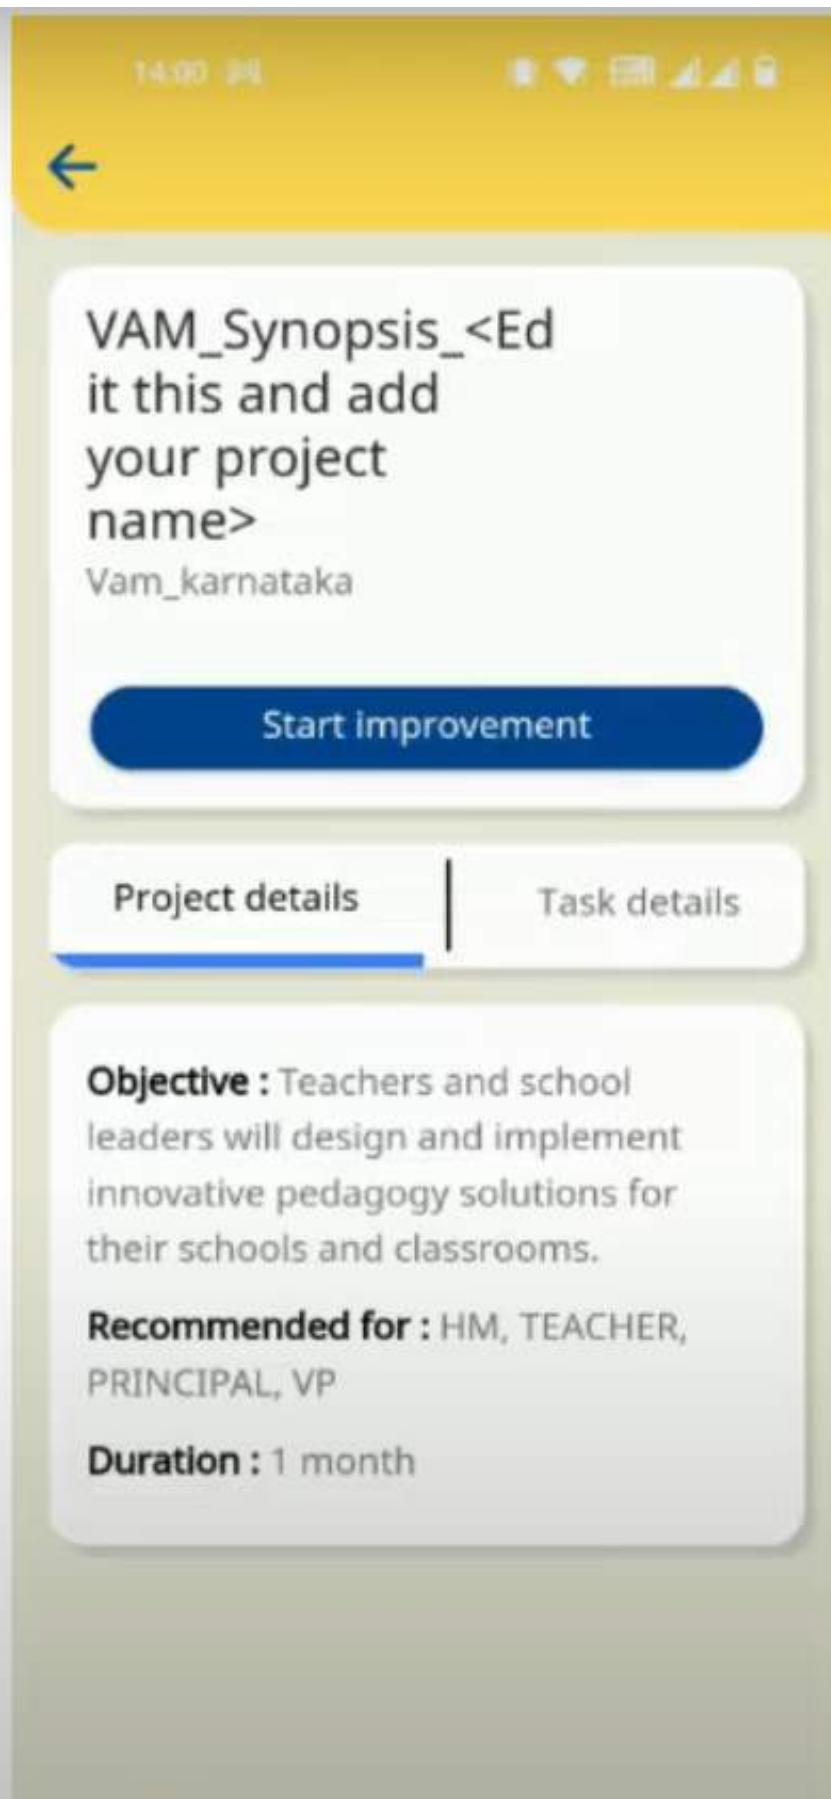 14:00
VAM_Synopsis_<Ed
it this and add
your project
name>
Vam_karnataka
Start improvement
Project details
Task details
Objective : Teachers and school
leaders will design and implement
innovative pedagogy solutions for
their schools and classrooms.
Recommended for : HM, TEACHER,
PRINCIPAL, VP
Duration : 1 month